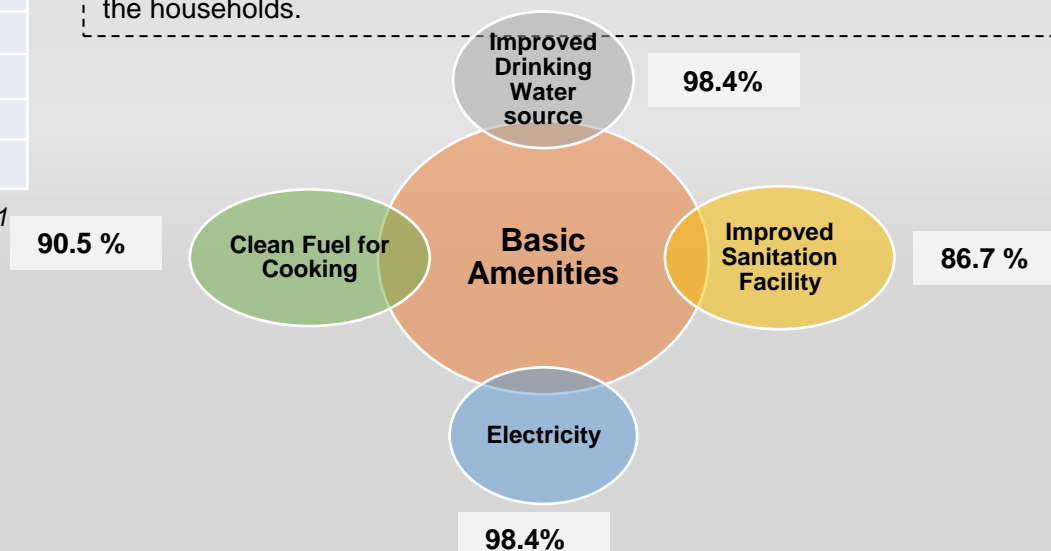 the households.
Improved
Drinking
Water
source
98.4%
1
90.5 %
Clean Fuel for
Cooking
Basic
Amenities
Improved
Sanitation
Facility
86.7 %
Electricity
98.4%